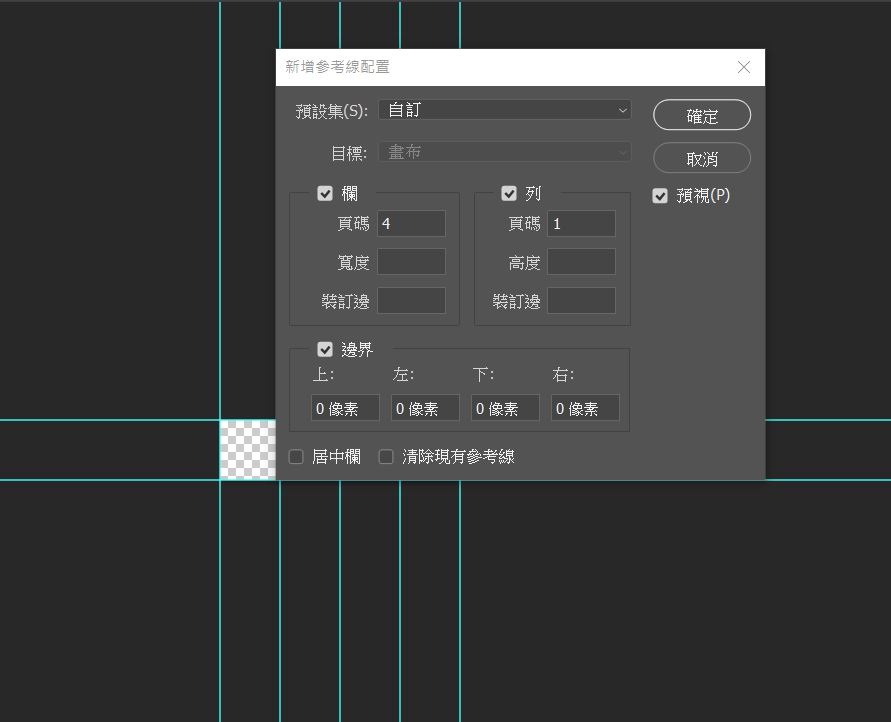 新增參考線配置
預設集(S): 自訂
確定
目標: 畫布
取消
欄
列
預視(P)
頁碼 4
頁碼 1
寬度
高度
裝訂邊
裝訂邊
邊界
上: 左: 下: 右:
0 像素 0 像素 0 像素 0 像素
居中欄 清除現有參考線